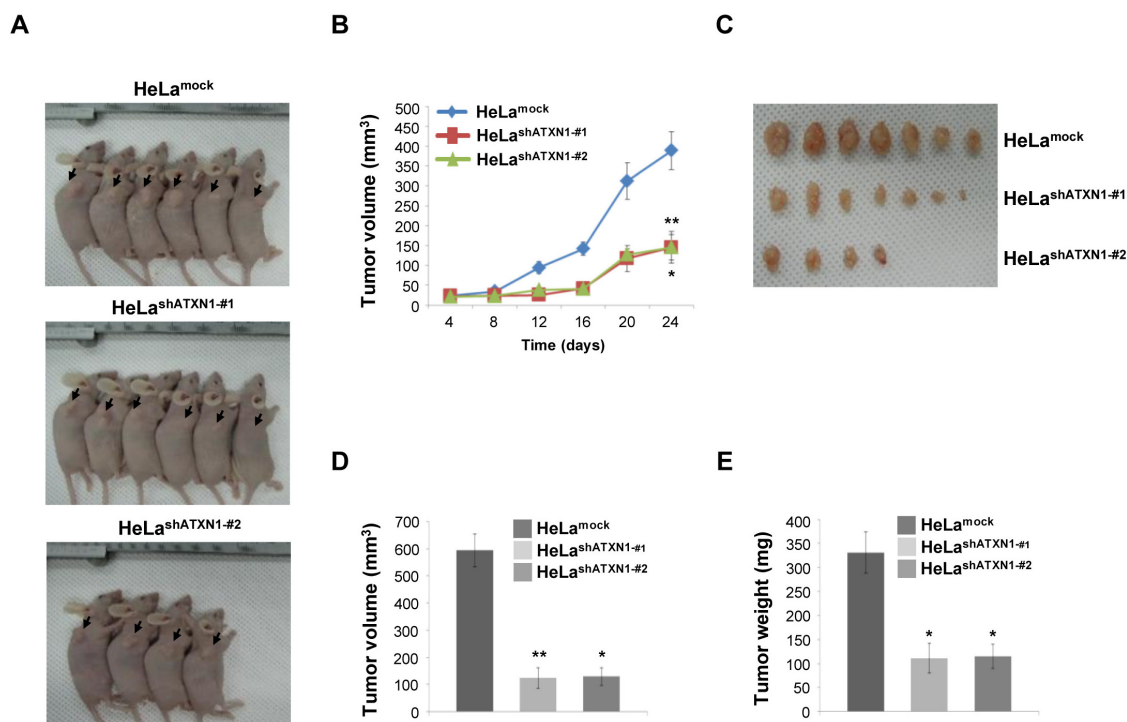 A
HeLa^mock
HeLa^shATXN1-#1
HeLa^shATXN1-#2
B
Tumor volume (mm³)
500
450
400
350
300
250
200
150
100
50
0
HeLa^mock
HeLa^shATXN1-#1
HeLa^shATXN1-#2
**
*
4 8 12 16 20 24
Time (days)
C
HeLa^mock
HeLa^shATXN1-#1
HeLa^shATXN1-#2
D
Tumor volume (mm³)
700
600
500
400
300
200
100
0
HeLa^mock
HeLa^shATXN1-#1
HeLa^shATXN1-#2
** *
E
Tumor weight (mg)
400
350
300
250
200
150
100
50
0
HeLa^mock
HeLa^shATXN1-#1
HeLa^shATXN1-#2
* *